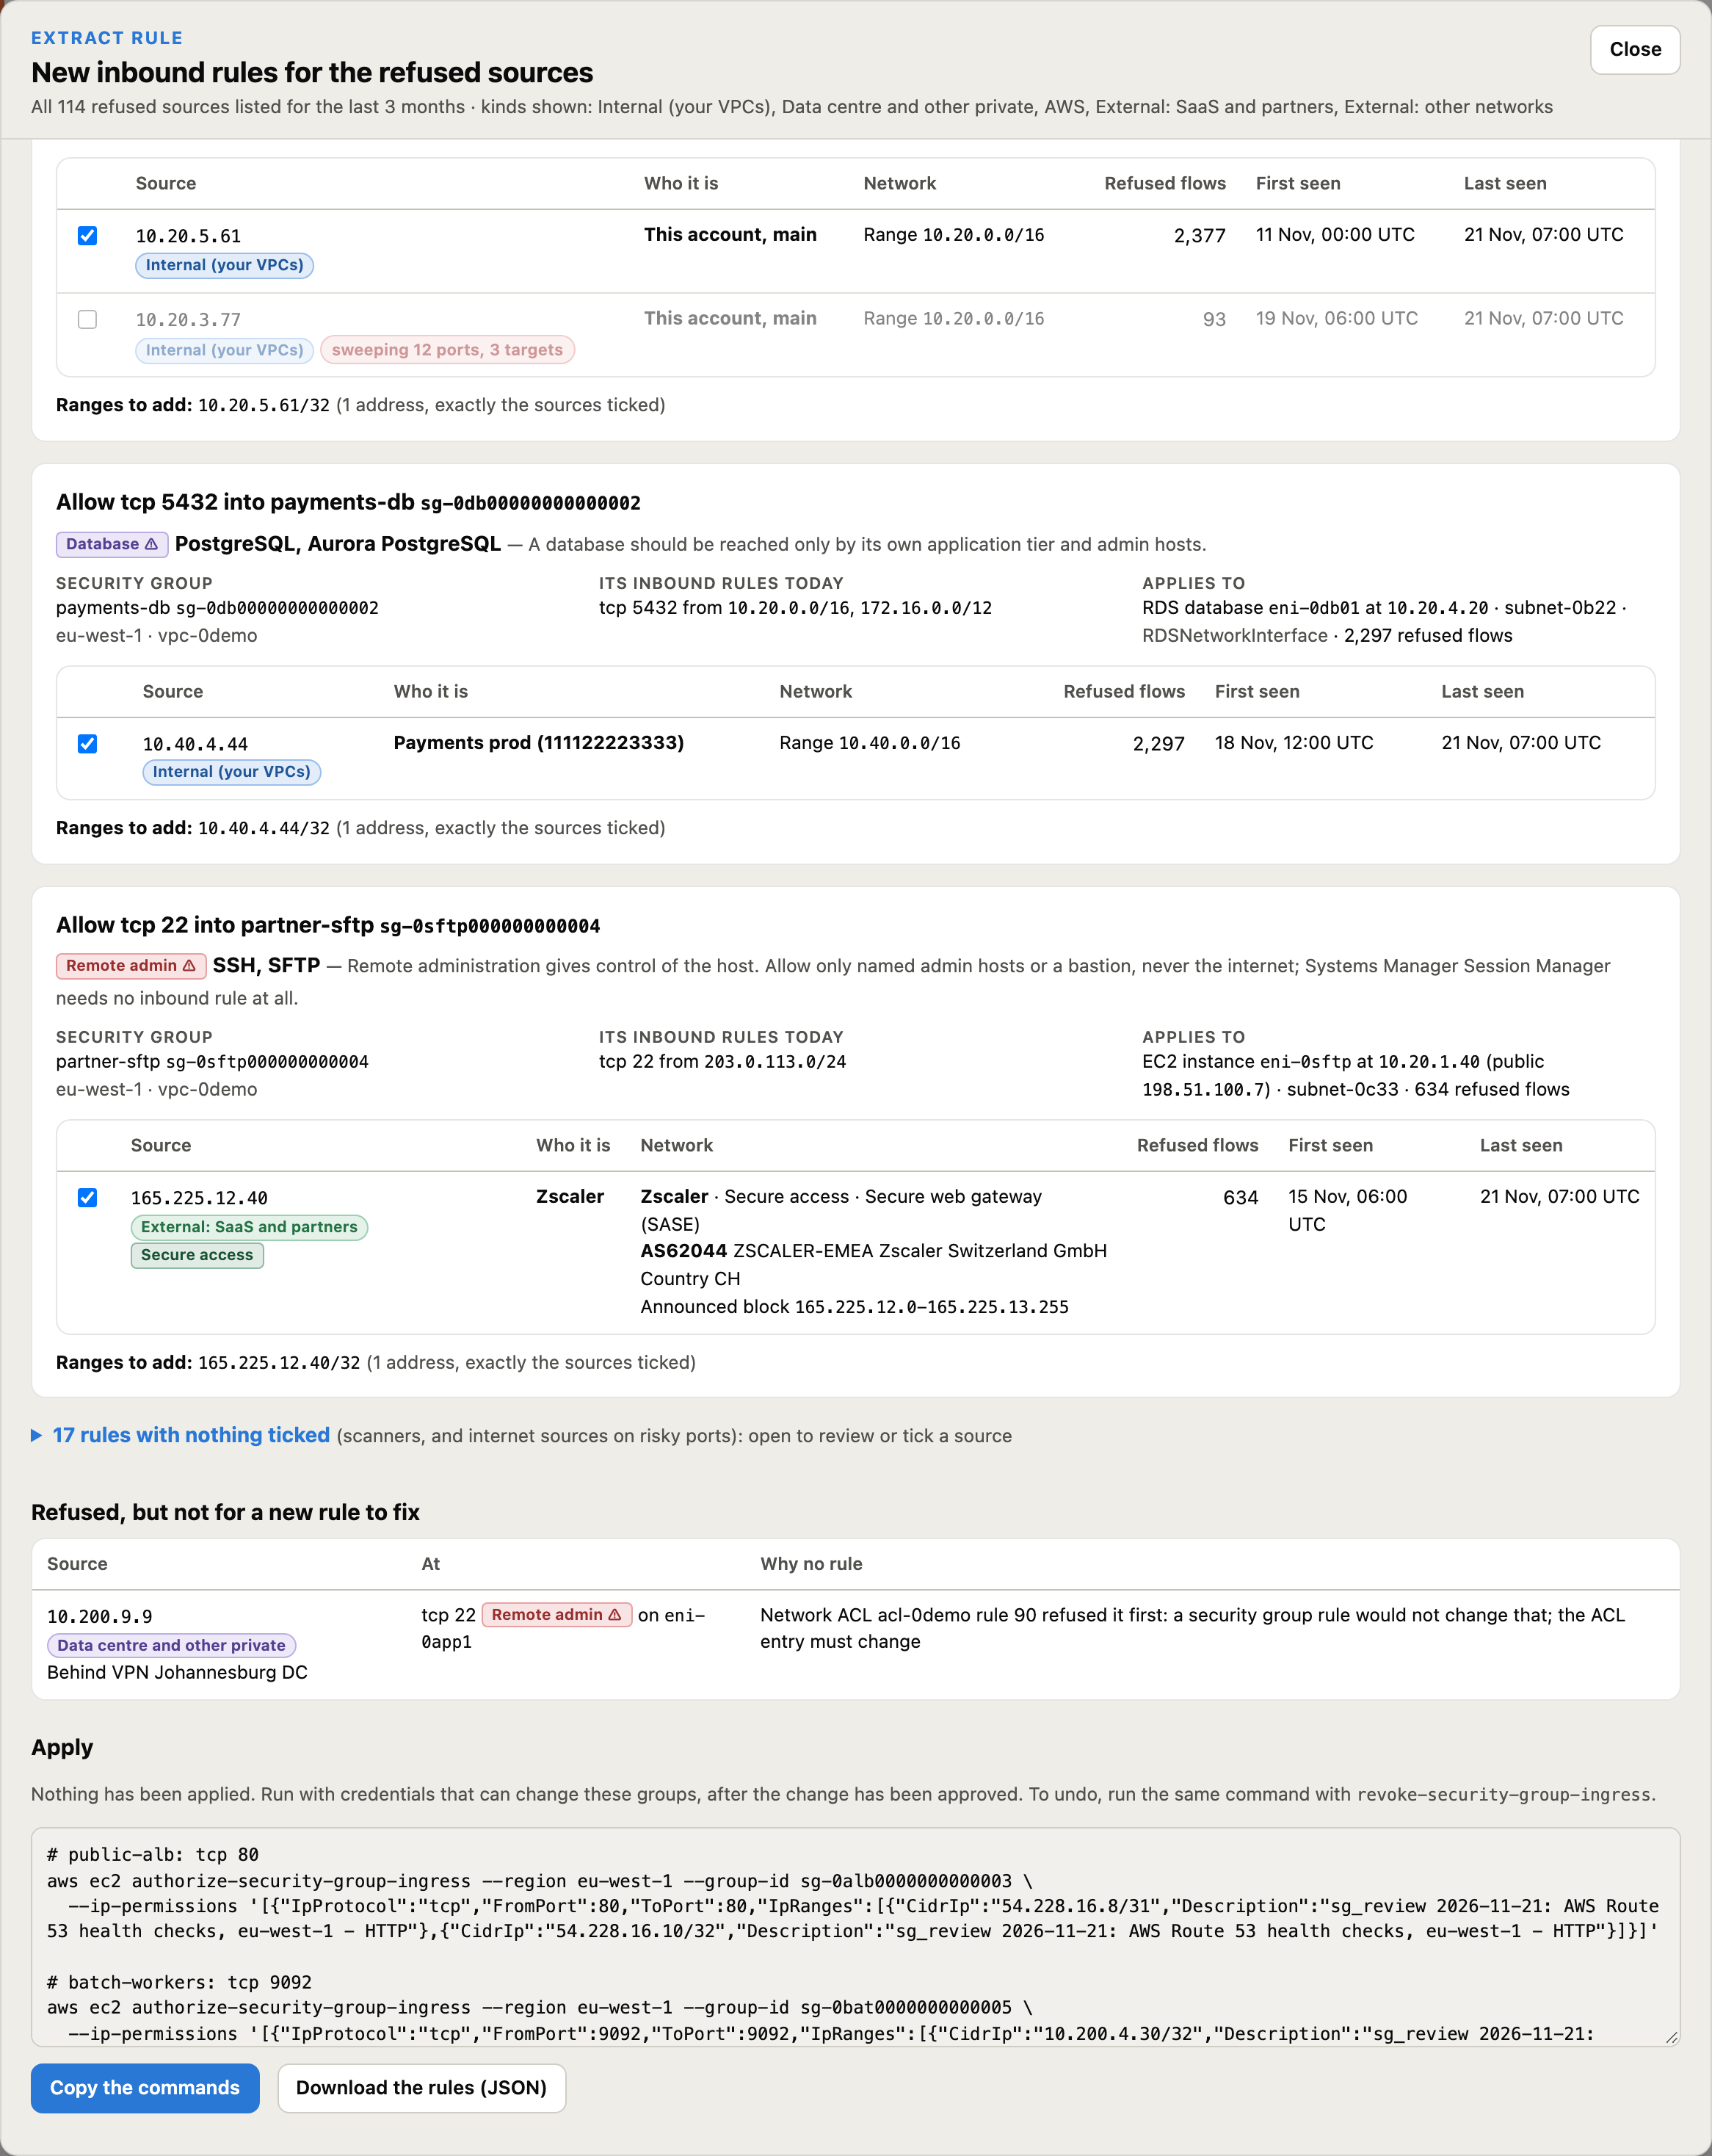 EXTRACT RULE
New inbound rules for the refused sources
All 114 refused sources listed for the last 3 months · kinds shown: Internal (your VPCs), Data centre and other private, AWS, External: SaaS and partners, External: other networks
Close
Source Who it is Network Refused flows First seen Last seen
10.20.5.61 This account, main Range 10.20.0.0/16 2,377 11 Nov, 00:00 UTC 21 Nov, 07:00 UTC
Internal (your VPCs)
10.20.3.77 This account, main Range 10.20.0.0/16 93 19 Nov, 06:00 UTC 21 Nov, 07:00 UTC
Internal (your VPCs) sweeping 12 ports, 3 targets
Ranges to add: 10.20.5.61/32 (1 address, exactly the sources ticked)
Allow tcp 5432 into payments-db sg-0db00000000000002
Database ⚠ PostgreSQL, Aurora PostgreSQL — A database should be reached only by its own application tier and admin hosts.
SECURITY GROUP ITS INBOUND RULES TODAY APPLIES TO
payments-db sg-0db00000000000002 tcp 5432 from 10.20.0.0/16, 172.16.0.0/12 RDS database eni-0db01 at 10.20.4.20 · subnet-0b22 ·
eu-west-1 · vpc-0demo RDSNetworkInterface · 2,297 refused flows
Source Who it is Network Refused flows First seen Last seen
10.40.4.44 Payments prod (111122223333) Range 10.40.0.0/16 2,297 18 Nov, 12:00 UTC 21 Nov, 07:00 UTC
Internal (your VPCs)
Ranges to add: 10.40.4.44/32 (1 address, exactly the sources ticked)
Allow tcp 22 into partner-sftp sg-0sftp000000000004
Remote admin ⚠ SSH, SFTP — Remote administration gives control of the host. Allow only named admin hosts or a bastion, never the internet; Systems Manager Session Manager
needs no inbound rule at all.
SECURITY GROUP ITS INBOUND RULES TODAY APPLIES TO
partner-sftp sg-0sftp000000000004 tcp 22 from 203.0.113.0/24 EC2 instance eni-0sftp at 10.20.1.40 (public
eu-west-1 · vpc-0demo 198.51.100.7) · subnet-0c33 · 634 refused flows
Source Who it is Network Refused flows First seen Last seen
165.225.12.40 Zscaler Zscaler · Secure access · Secure web gateway 634 15 Nov, 06:00 21 Nov, 07:00 UTC
External: SaaS and partners (SASE) UTC
Secure access AS62044 ZSCALER-EMEA Zscaler Switzerland GmbH
Country CH
Announced block 165.225.12.0–165.225.13.255
Ranges to add: 165.225.12.40/32 (1 address, exactly the sources ticked)
▶ 17 rules with nothing ticked (scanners, and internet sources on risky ports): open to review or tick a source
Refused, but not for a new rule to fix
Source At Why no rule
10.200.9.9 tcp 22 Remote admin ⚠ on eni- Network ACL acl-0demo rule 90 refused it first: a security group rule would not change that; the ACL
Data centre and other private 0app1 entry must change
Behind VPN Johannesburg DC
Apply
Nothing has been applied. Run with credentials that can change these groups, after the change has been approved. To undo, run the same command with revoke-security-group-ingress.
# public-alb: tcp 80
aws ec2 authorize-security-group-ingress --region eu-west-1 --group-id sg-0alb0000000000003 \
--ip-permissions '[{"IpProtocol":"tcp","FromPort":80,"ToPort":80,"IpRanges":[{"CidrIp":"54.228.16.8/31","Description":"sg_review 2026-11-21: AWS Route
53 health checks, eu-west-1 - HTTP"},{"CidrIp":"54.228.16.10/32","Description":"sg_review 2026-11-21: AWS Route 53 health checks, eu-west-1 - HTTP"}]}]'
# batch-workers: tcp 9092
aws ec2 authorize-security-group-ingress --region eu-west-1 --group-id sg-0bat0000000000005 \
--ip-permissions '[{"IpProtocol":"tcp","FromPort":9092,"ToPort":9092,"IpRanges":[{"CidrIp":"10.200.4.30/32","Description":"sg_review 2026-11-21:
Copy the commands Download the rules (JSON)